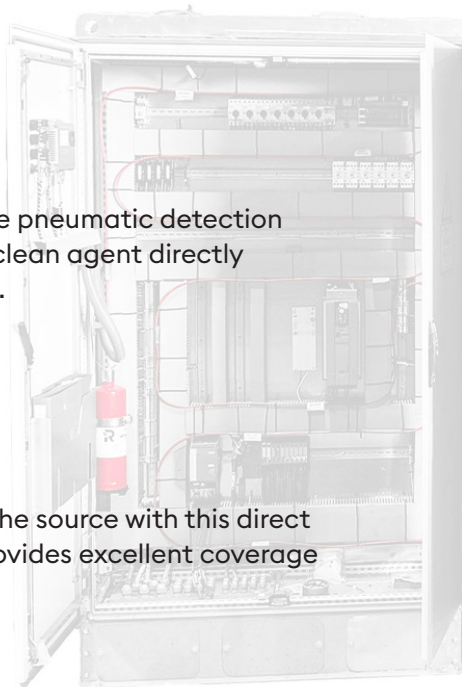 e pneumatic detection
clean agent directly
.
he source with this direct
ovides excellent coverage
R